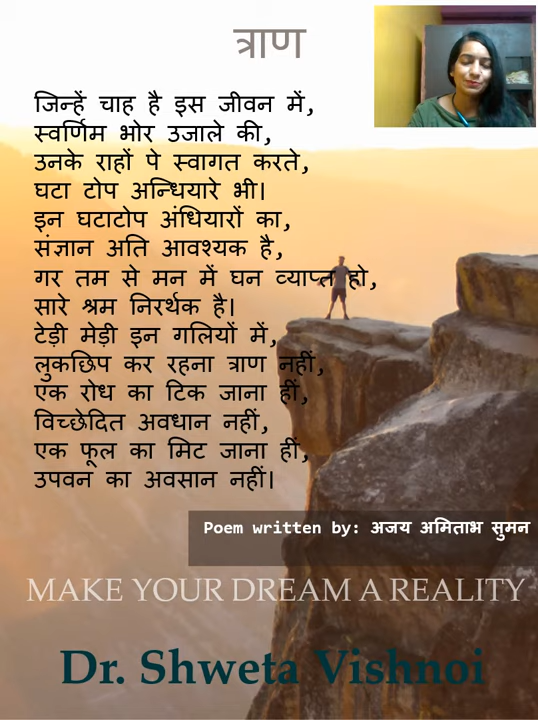 त्राण
जिन्हें चाह है इस जीवन में,
स्वर्णिम भोर उजाले की,
उनके राहों पे स्वागत करते,
घटा टोप अन्धियारे भी।
इन घटाटोप अंधियारों का,
संज्ञान अति आवश्यक है,
गर तम से मन में घन व्याप्त हो,
सारे श्रम निरर्थक है।
टेड़ी मेड़ी इन गलियों में,
लुकछिप कर रहना त्राण नहीं,
एक रोध का टिक जाना हीं,
विच्छेदित अवधान नहीं,
एक फूल का मिट जाना हीं,
उपवन का अवसान नहीं।
Poem written by: अजय अमिताभ सुमन
MAKE YOUR DREAM A REALITY
Dr. Shweta Vishnoi